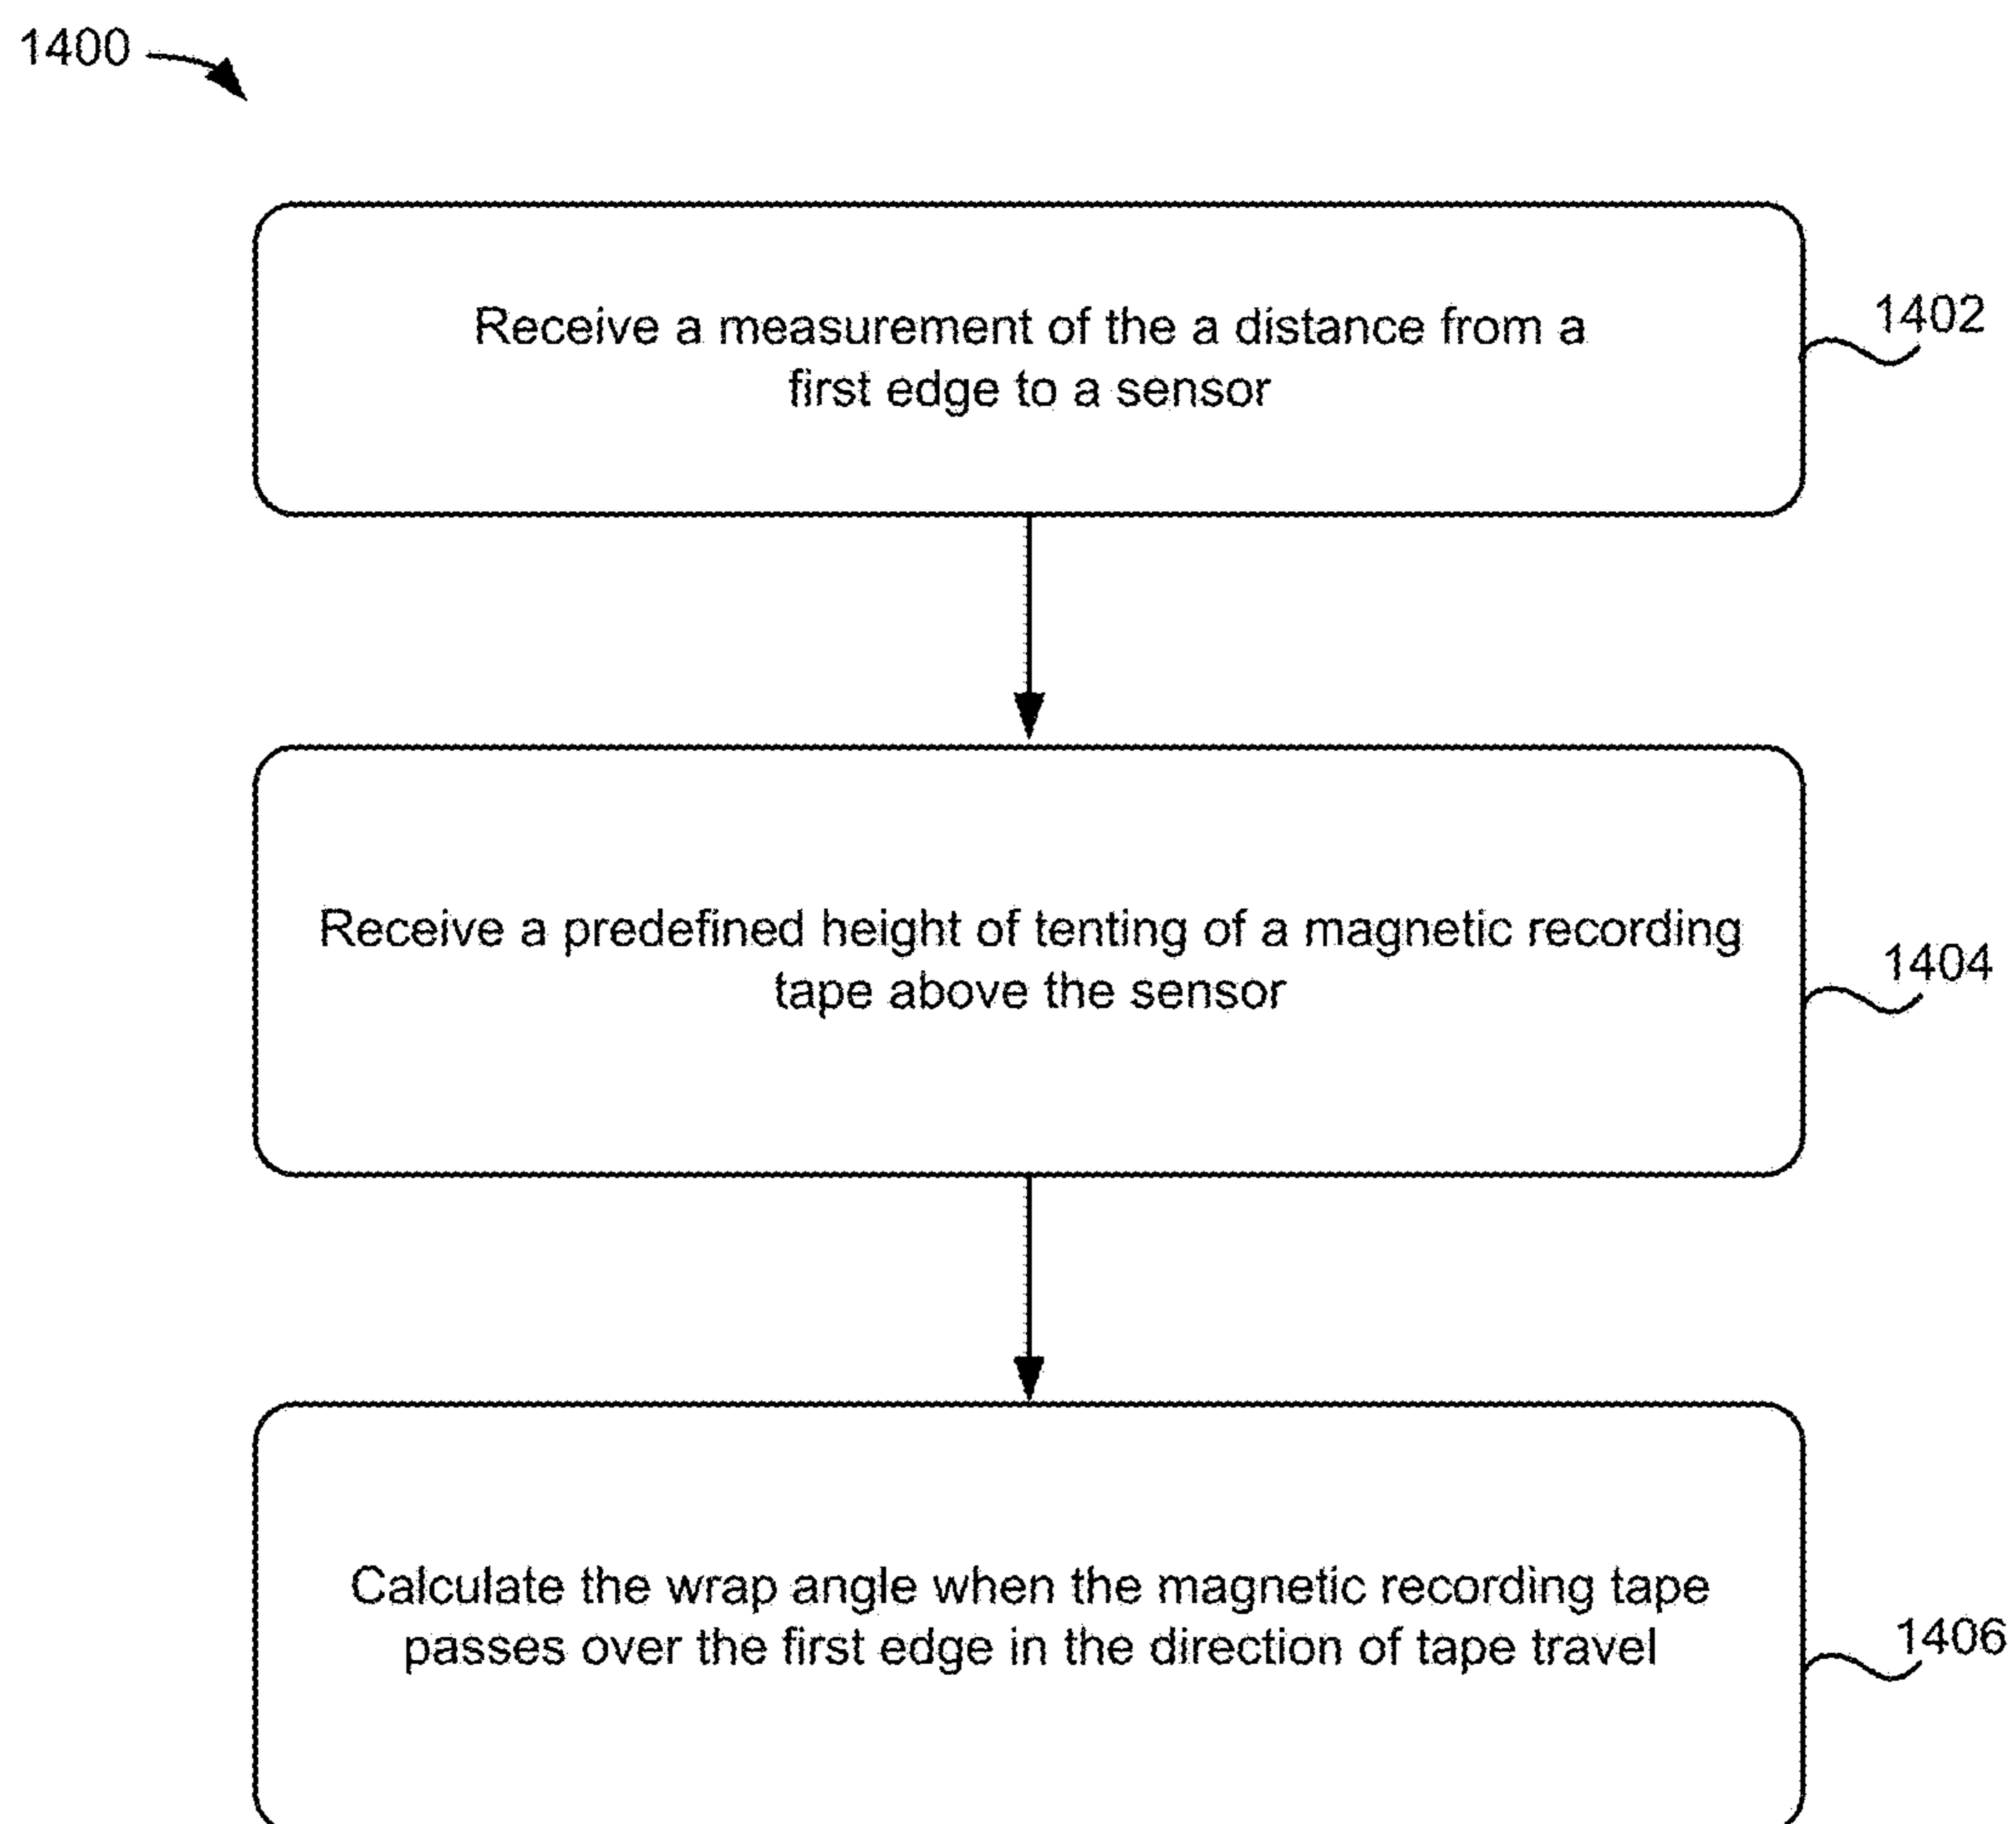 1400
Receive a measurement of the a distance from a
first edge to a sensor
1402
Receive a predefined height of tenting of a magnetic recording
tape above the sensor
1404
Calculate the wrap angle when the magnetic recording tape
passes over the first edge in the direction of tape travel
1406